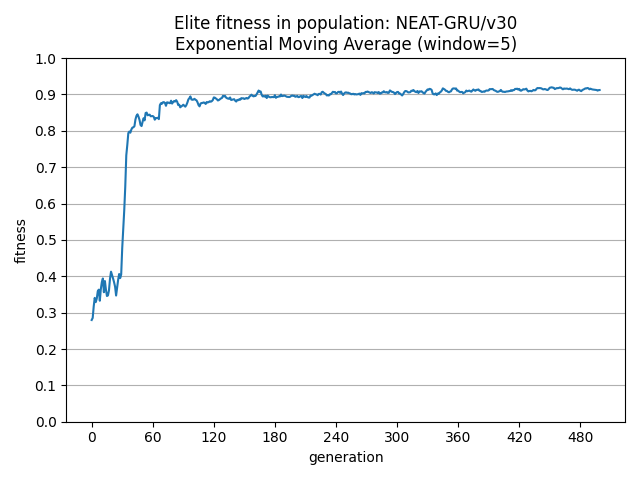 Elite fitness in population: NEAT-GRU/v30
Exponential Moving Average (window=5)
fitness
1.0
0.9
0.8
0.7
0.6
0.5
0.4
0.3
0.2
0.1
0.0
0 60 120 180 240 300 360 420 480
generation